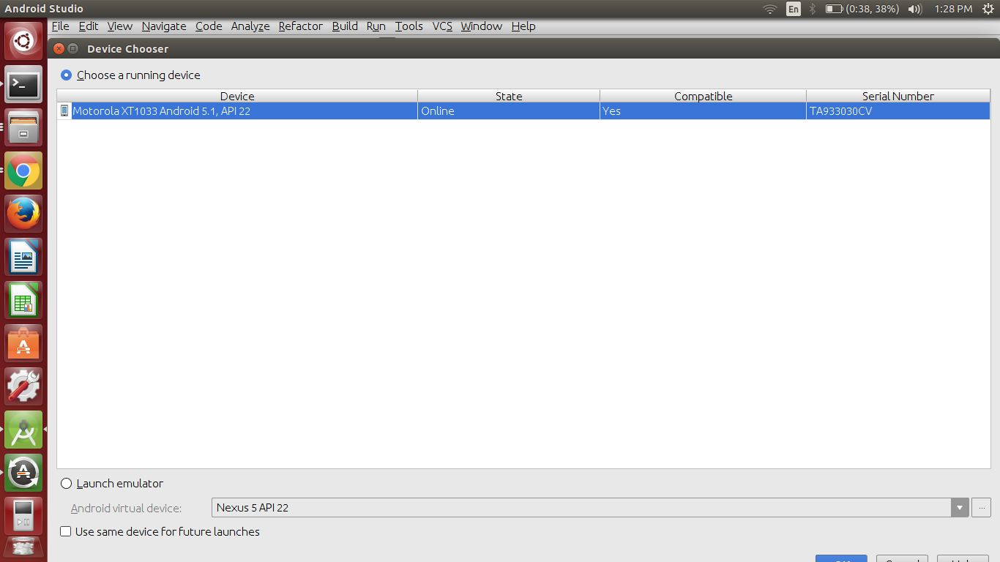 Android Studio
En
(0:38, 38%)
1:28 PM
File Edit View Navigate Code Analyze Refactor Build Run Tools VCS Window Help
Device Chooser
Choose a running device
Device State Compatible Serial Number
Motorola XT1033 Android 5.1, API 22 Online Yes TA933030CV
Launch emulator
Android virtual device: Nexus 5 API 22 ...
Use same device for future launches